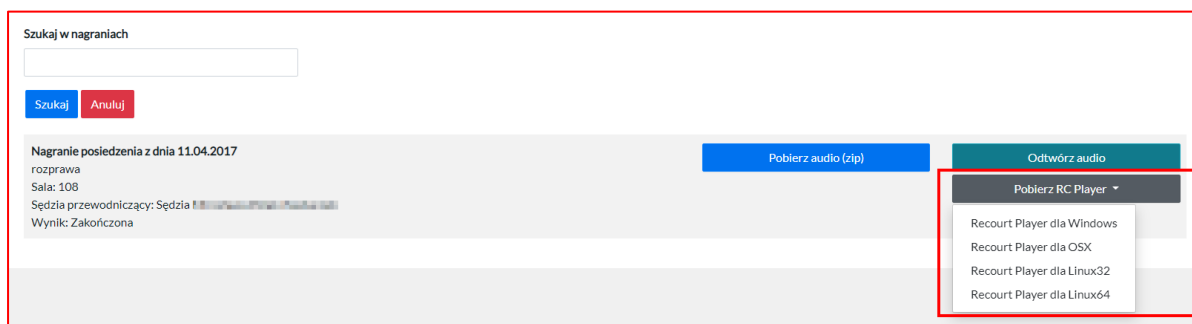 Szukaj w nagraniach
Szukaj Anuluj
Nagranie posiedzenia z dnia 11.04.2017
rozprawa
Sala: 108
Sędzia przewodniczący: Sędzia
Wynik: Zakończona
Pobierz audio (zip)
Odtwórz audio
Pobierz RC Player
Recourt Player dla Windows
Recourt Player dla OSX
Recourt Player dla Linux32
Recourt Player dla Linux64